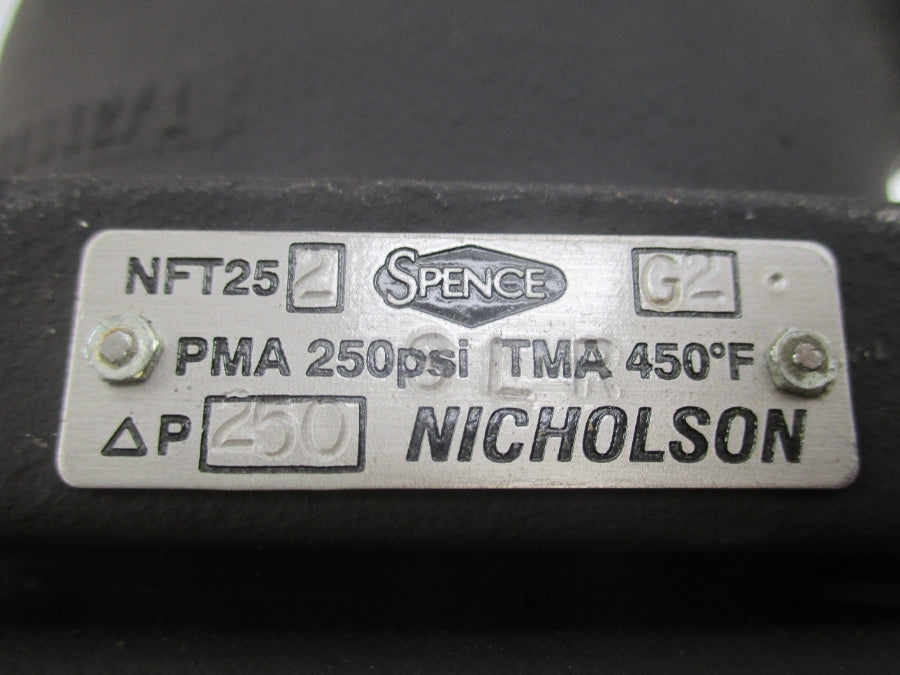 NFT25 2 SPENCE G2
PMA 250psi TMA 450°F
ΔP 250 NICHOLSON